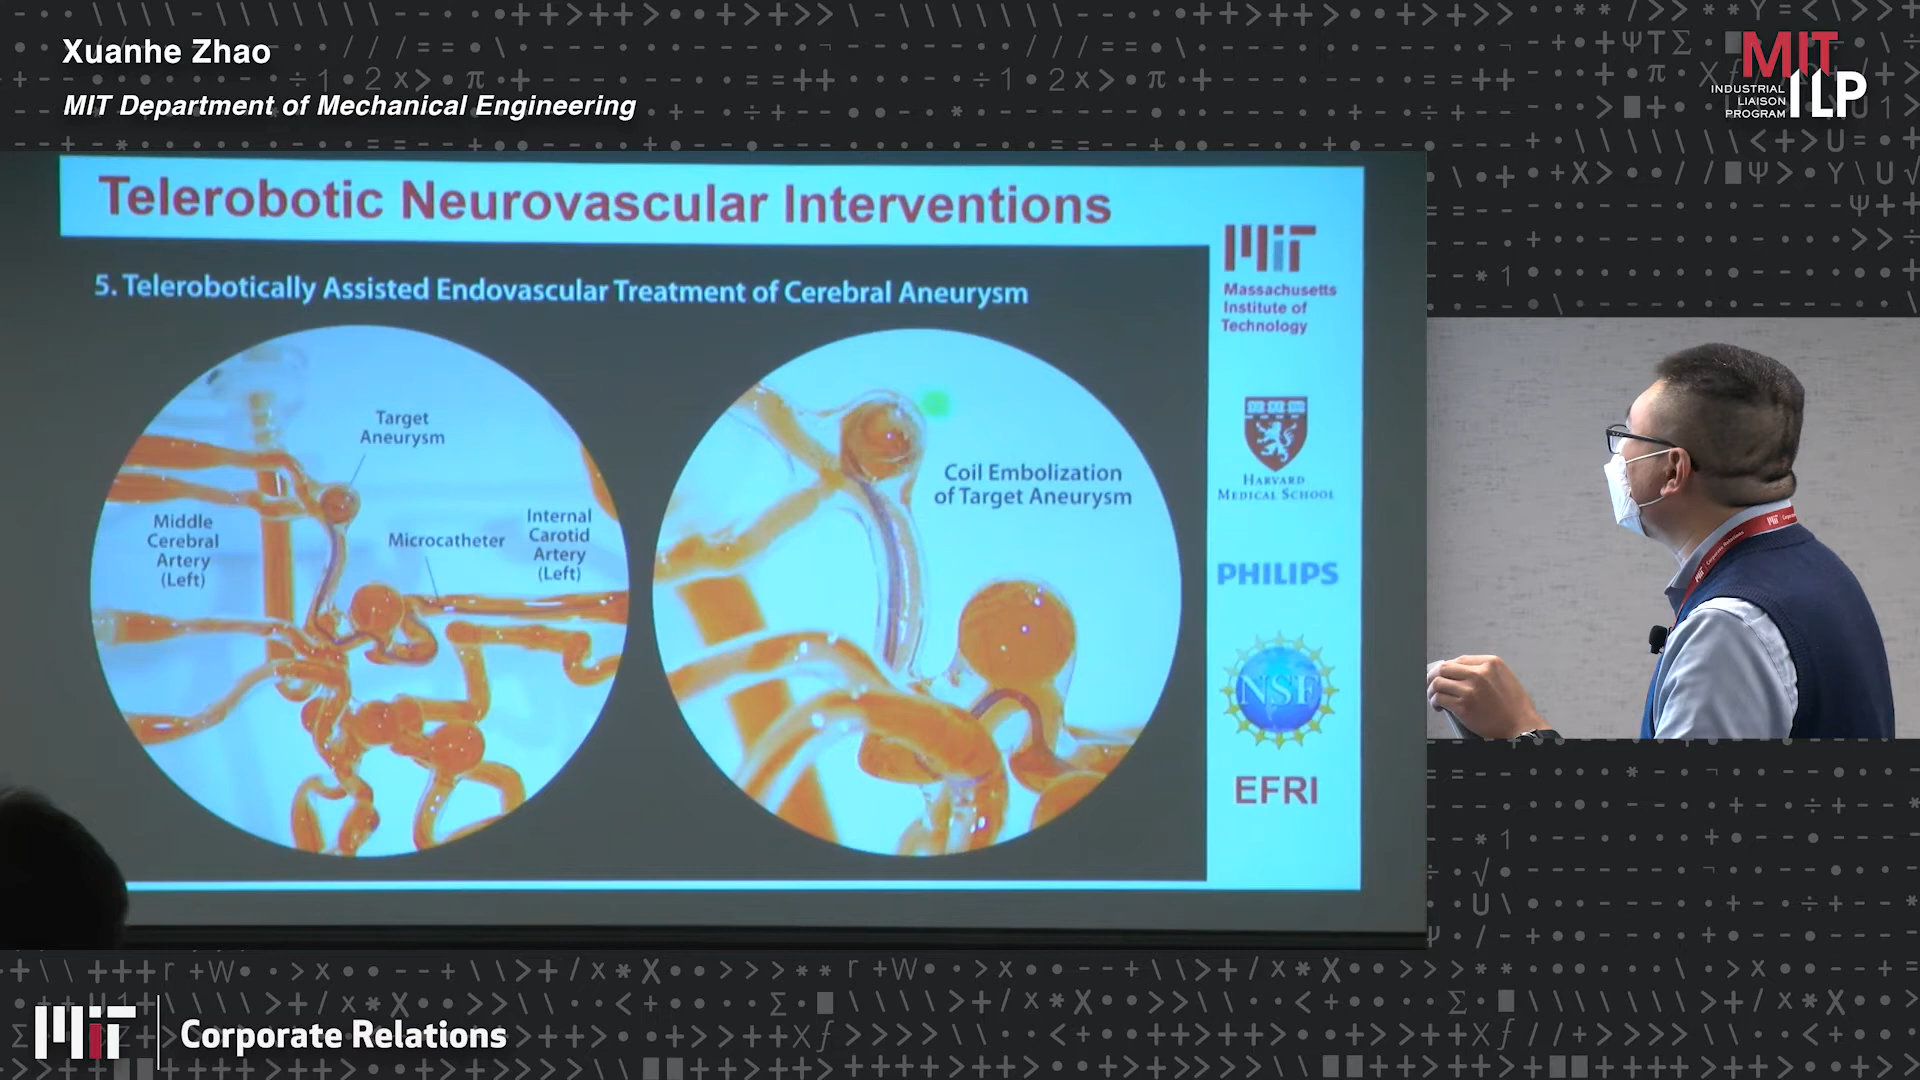 Xuanhe Zhao
MIT Department of Mechanical Engineering
MIT
INDUSTRIAL
LIAISON
PROGRAM
ILP
Telerobotic Neurovascular Interventions
5. Telerobotically Assisted Endovascular Treatment of Cerebral Aneurysm
Target
Aneurysm
Middle
Cerebral
Artery
(Left)
Microcatheter
Internal
Carotid
Artery
(Left)
Coil Embolization
of Target Aneurysm
MIT
Massachusetts
Institute of
Technology
HARVARD
MEDICAL SCHOOL
PHILIPS
NSF
EFRI
MIT
Corporate Relations